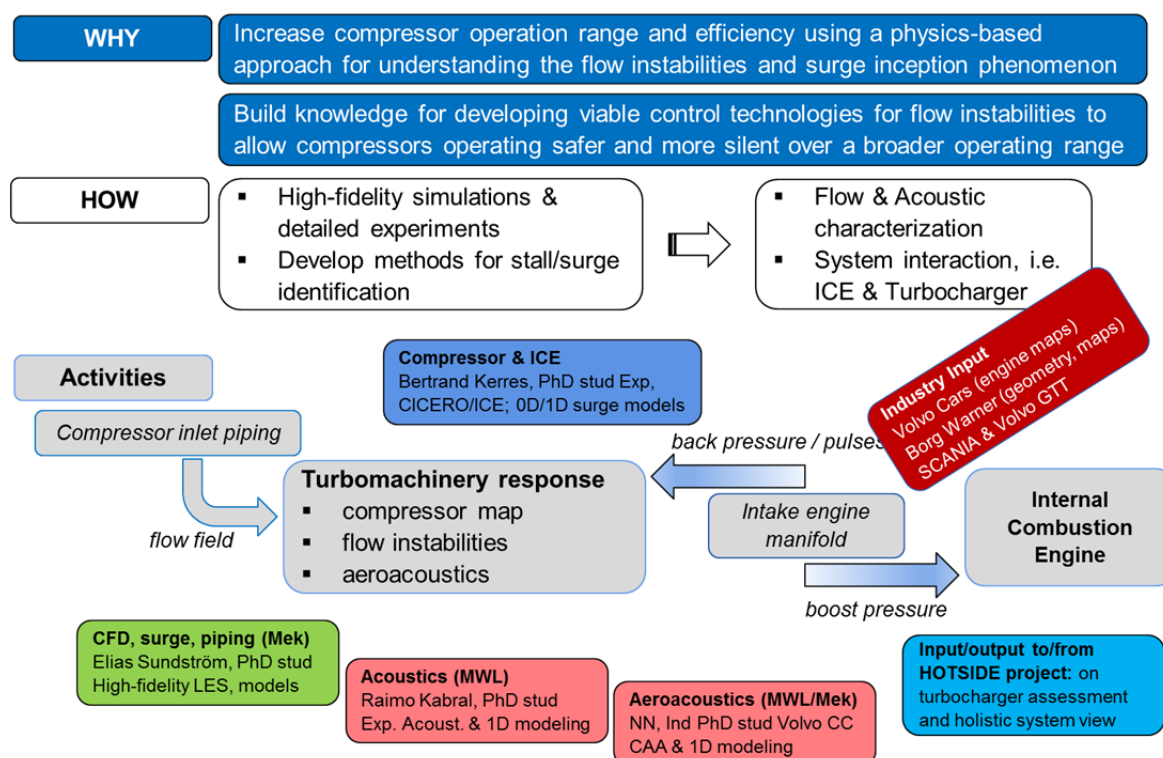 WHY
Increase compressor operation range and efficiency using a physics-based
approach for understanding the flow instabilities and surge inception phenomenon
Build knowledge for developing viable control technologies for flow instabilities to
allow compressors operating safer and more silent over a broader operating range
HOW
▪ High-fidelity simulations &
detailed experiments
▪ Develop methods for stall/surge
identification
▪ Flow & Acoustic
characterization
▪ System interaction, i.e.
ICE & Turbocharger
Industry Input
Volvo Cars (engine maps)
Borg Warner (geometry, maps)
SCANIA & Volvo GTT
Activities
Compressor inlet piping
flow field
Compressor & ICE
Bertrand Kerres, PhD stud Exp,
CICERO/ICE; 0D/1D surge models
Turbomachinery response
▪ compressor map
▪ flow instabilities
▪ aeroacoustics
back pressure / pulses
Intake engine
manifold
boost pressure
Internal
Combustion
Engine
CFD, surge, piping (Mek)
Elias Sundström, PhD stud
High-fidelity LES, models
Acoustics (MWL)
Raimo Kabral, PhD stud
Exp. Acoust. & 1D modeling
Aeroacoustics (MWL/Mek)
NN, Ind PhD stud Volvo CC
CAA & 1D modeling
Input/output to/from
HOTSIDE project: on
turbocharger assessment
and holistic system view